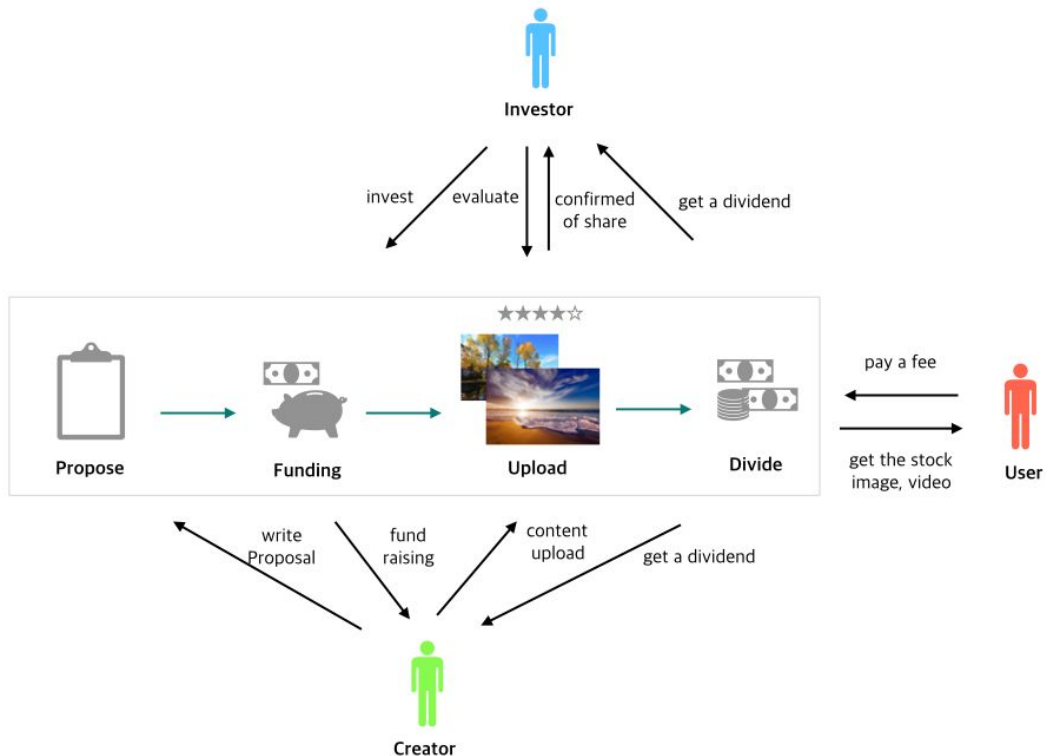 Investor
invest
evaluate
confirmed
of share
get a dividend
Propose
Funding
Upload
Divide
pay a fee
get the stock
image, video
User
write
Proposal
fund
raising
content
upload
get a dividend
Creator